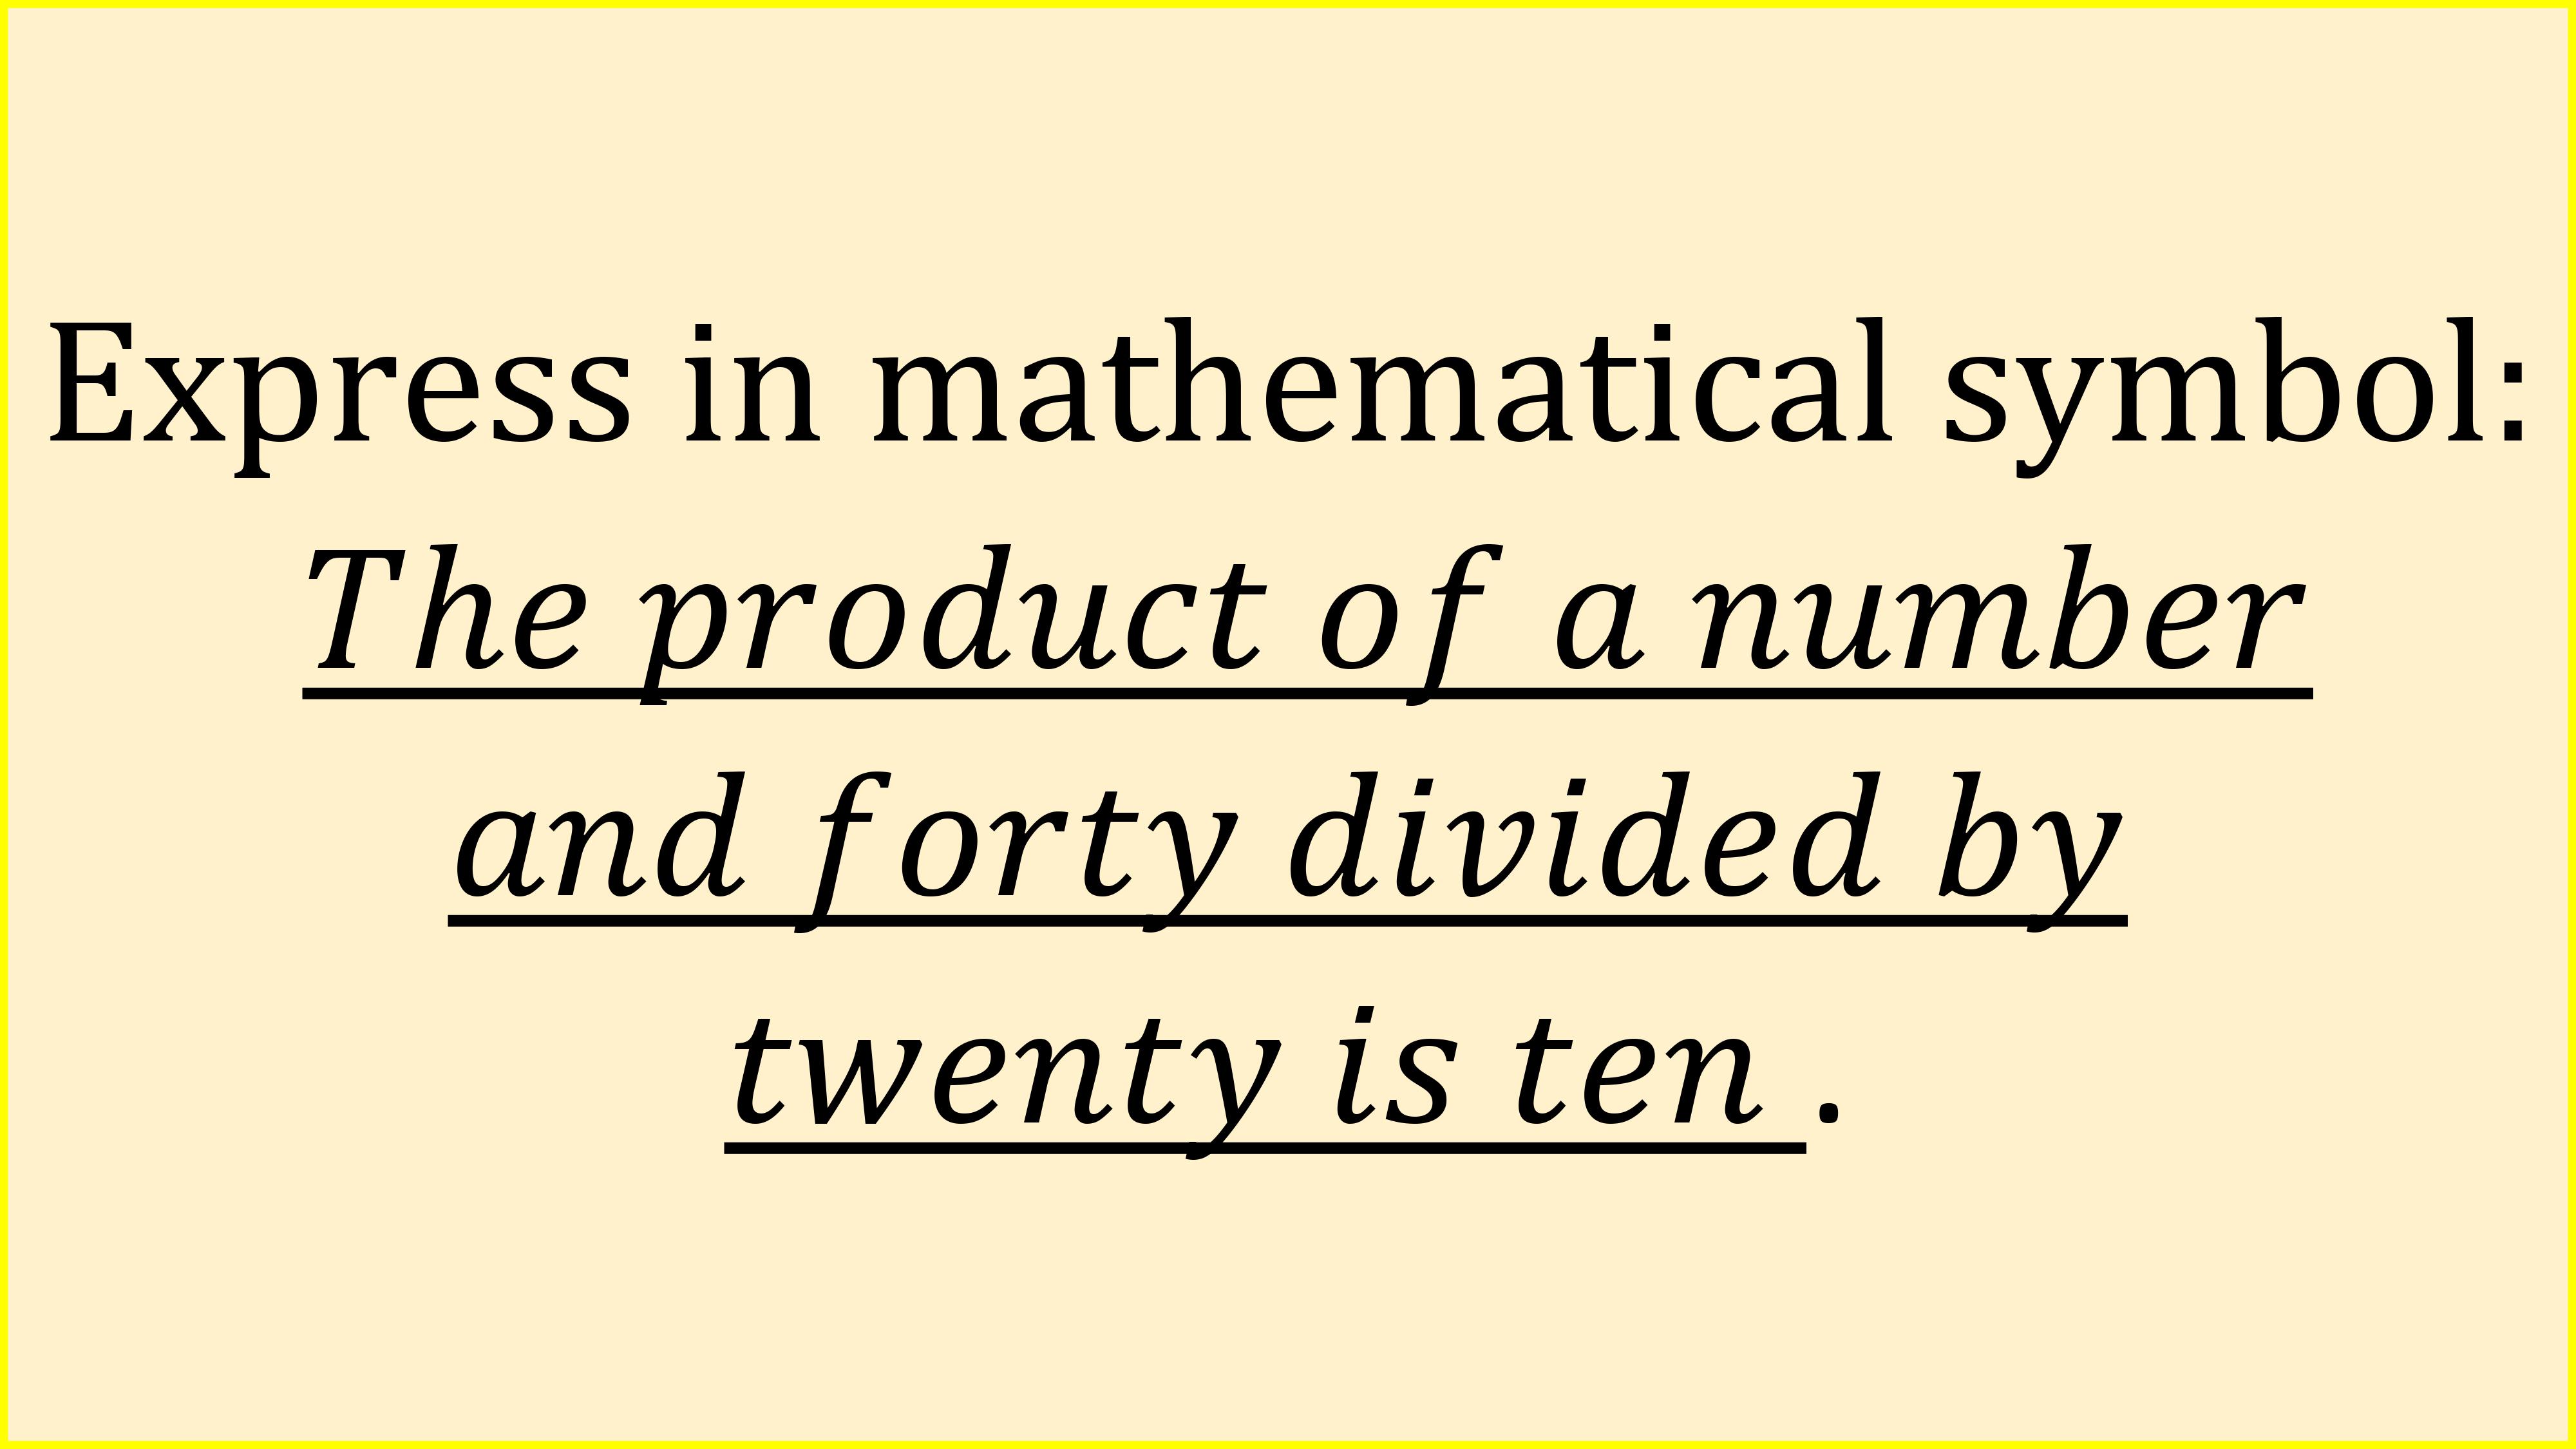 Express in mathematical symbol:
The product of a number
and forty divided by
twenty is ten .